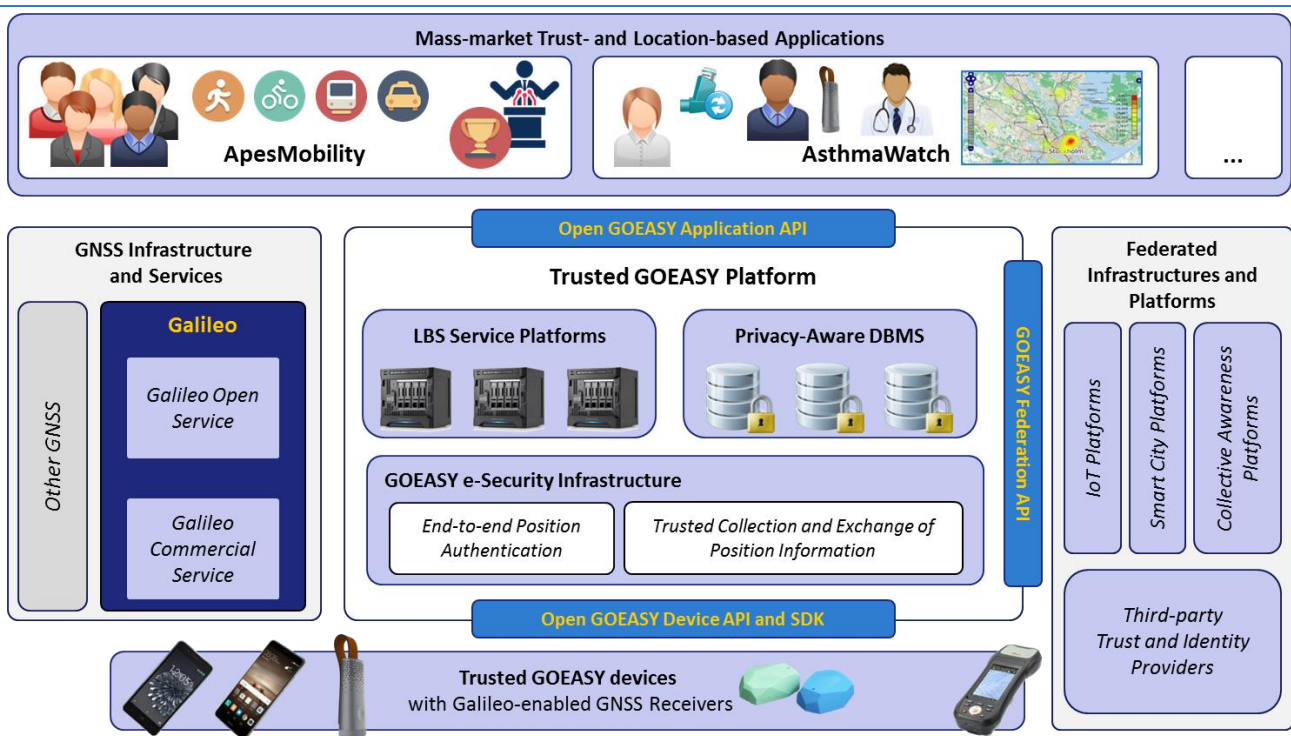 Mass-market Trust- and Location-based Applications
ApesMobility
AsthmaWatch
...
GNSS Infrastructure
and Services
Other GNSS
Galileo
Galileo Open
Service
Galileo
Commercial
Service
Open GOEASY Application API
Trusted GOEASY Platform
LBS Service Platforms
Privacy-Aware DBMS
GOEASY e-Security Infrastructure
End-to-end Position
Authentication
Trusted Collection and Exchange of
Position Information
GOEASY Federation API
Open GOEASY Device API and SDK
Federated
Infrastructures and
Platforms
IoT Platforms
Smart City Platforms
Collective Awareness
Platforms
Third-party
Trust and Identity
Providers
Trusted GOEASY devices
with Galileo-enabled GNSS Receivers